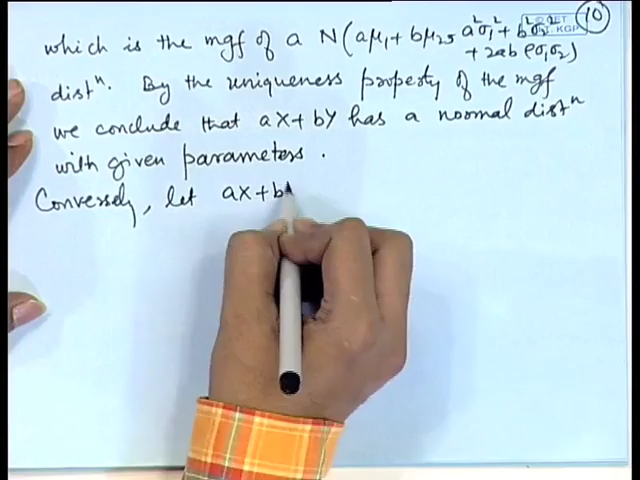 which is the mgf of a N(aμ₁ + bμ₂, a²σ₁² + b²σ₂²
+ 2ab ρσ₁σ₂)
distⁿ. By the uniqueness property of the mgf
we conclude that aX + bY has a normal distⁿ
with given parameters.
Conversely, let aX + b
10